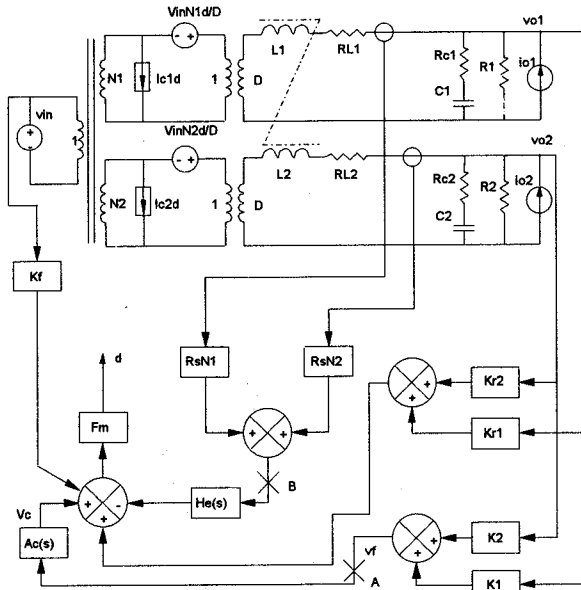 VinN1d/D
L1
RL1
vo1
N1
Ic1d
1
D
Rc1
R1
io1
C1
vin
+
-
1
VinN2d/D
L2
RL2
vo2
N2
Ic2d
1
D
Rc2
R2
io2
C2
Kf
RsN1
RsN2
d
Fm
Kr2
Kr1
B
He(s)
Vc
Ac(s)
vf
A
K2
K1